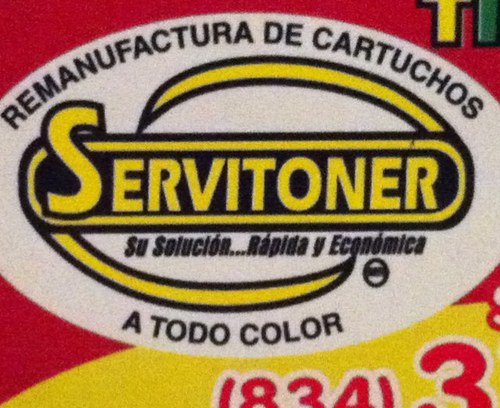 REMANUFACTURA DE CARTUCHOS
SERVITONER
Su Solución...Rápida y Económica
A TODO COLOR
(834) 3